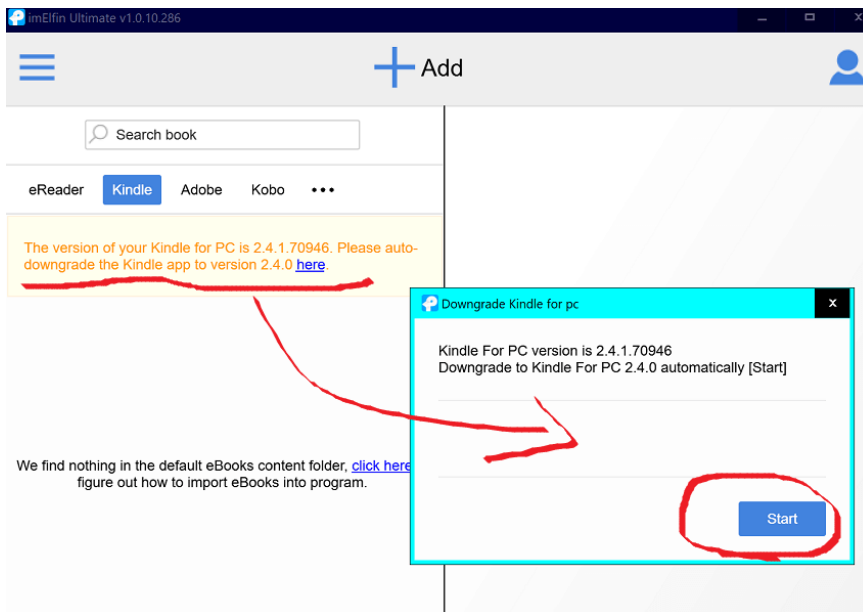 imElfin Ultimate v1.0.10.286
Add
Search book
eReader Kindle Adobe Kobo •••
The version of your Kindle for PC is 2.4.1.70946. Please auto-
downgrade the Kindle app to version 2.4.0 here.
Downgrade Kindle for pc
Kindle For PC version is 2.4.1.70946
Downgrade to Kindle For PC 2.4.0 automatically [Start]
We find nothing in the default eBooks content folder, click here
figure out how to import eBooks into program.
Start